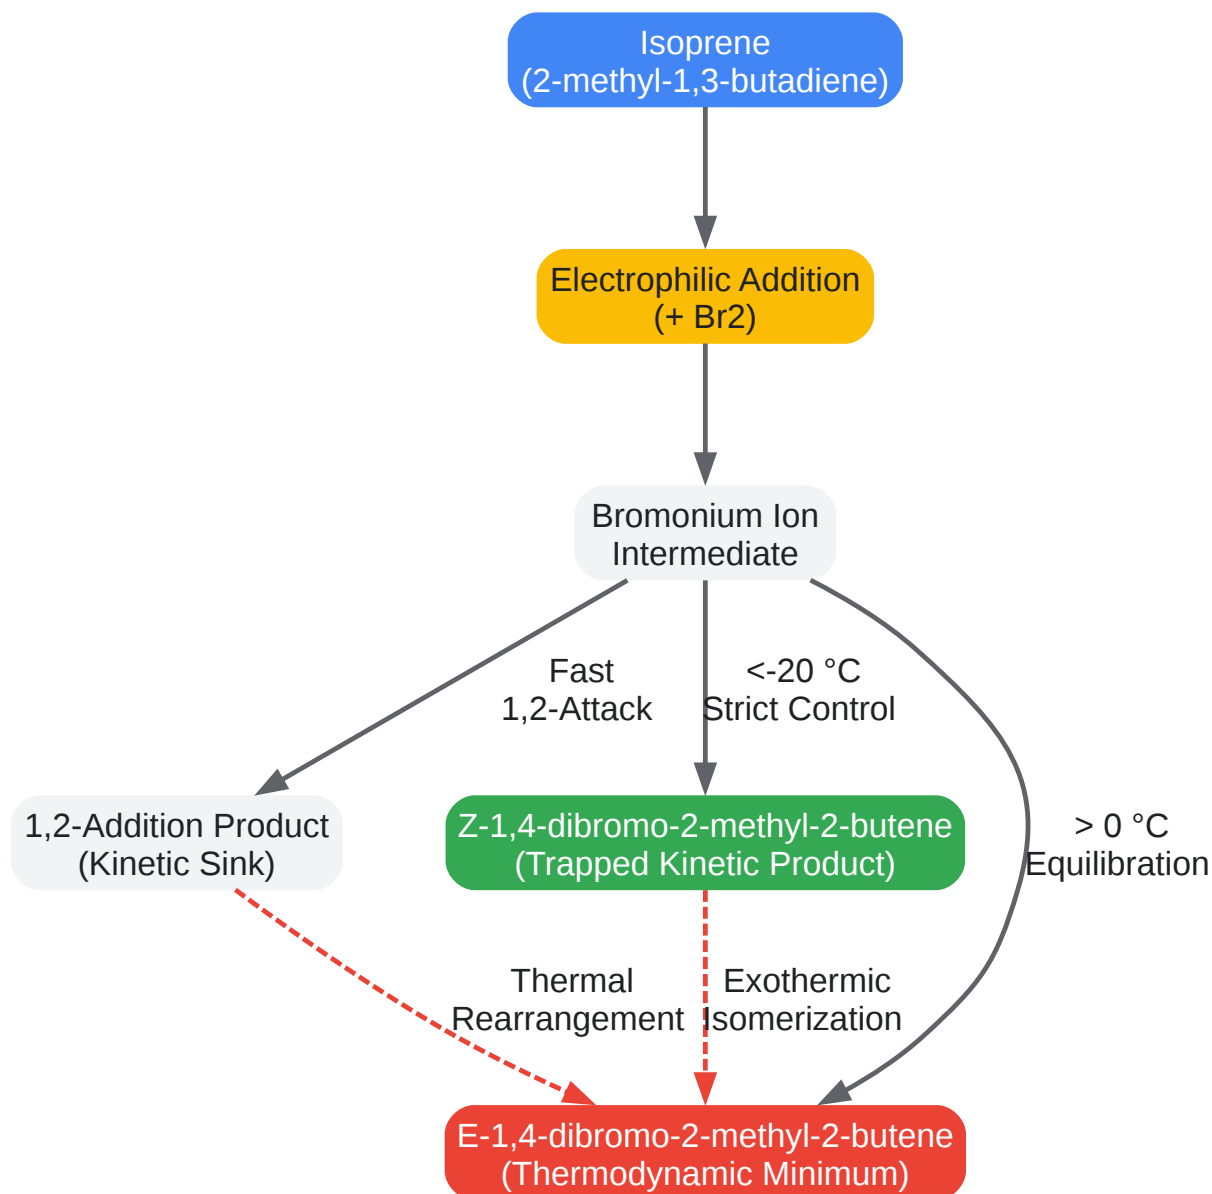 Isoprene
(2-methyl-1,3-butadiene)
Electrophilic Addition
(+ Br2)
Bromonium Ion
Intermediate
Fast
1,2-Attack
<-20 °C
Strict Control
1,2-Addition Product
(Kinetic Sink)
Z-1,4-dibromo-2-methyl-2-butene
(Trapped Kinetic Product)
> 0 °C
Equilibration
Thermal
Rearrangement
Exothermic
Isomerization
E-1,4-dibromo-2-methyl-2-butene
(Thermodynamic Minimum)